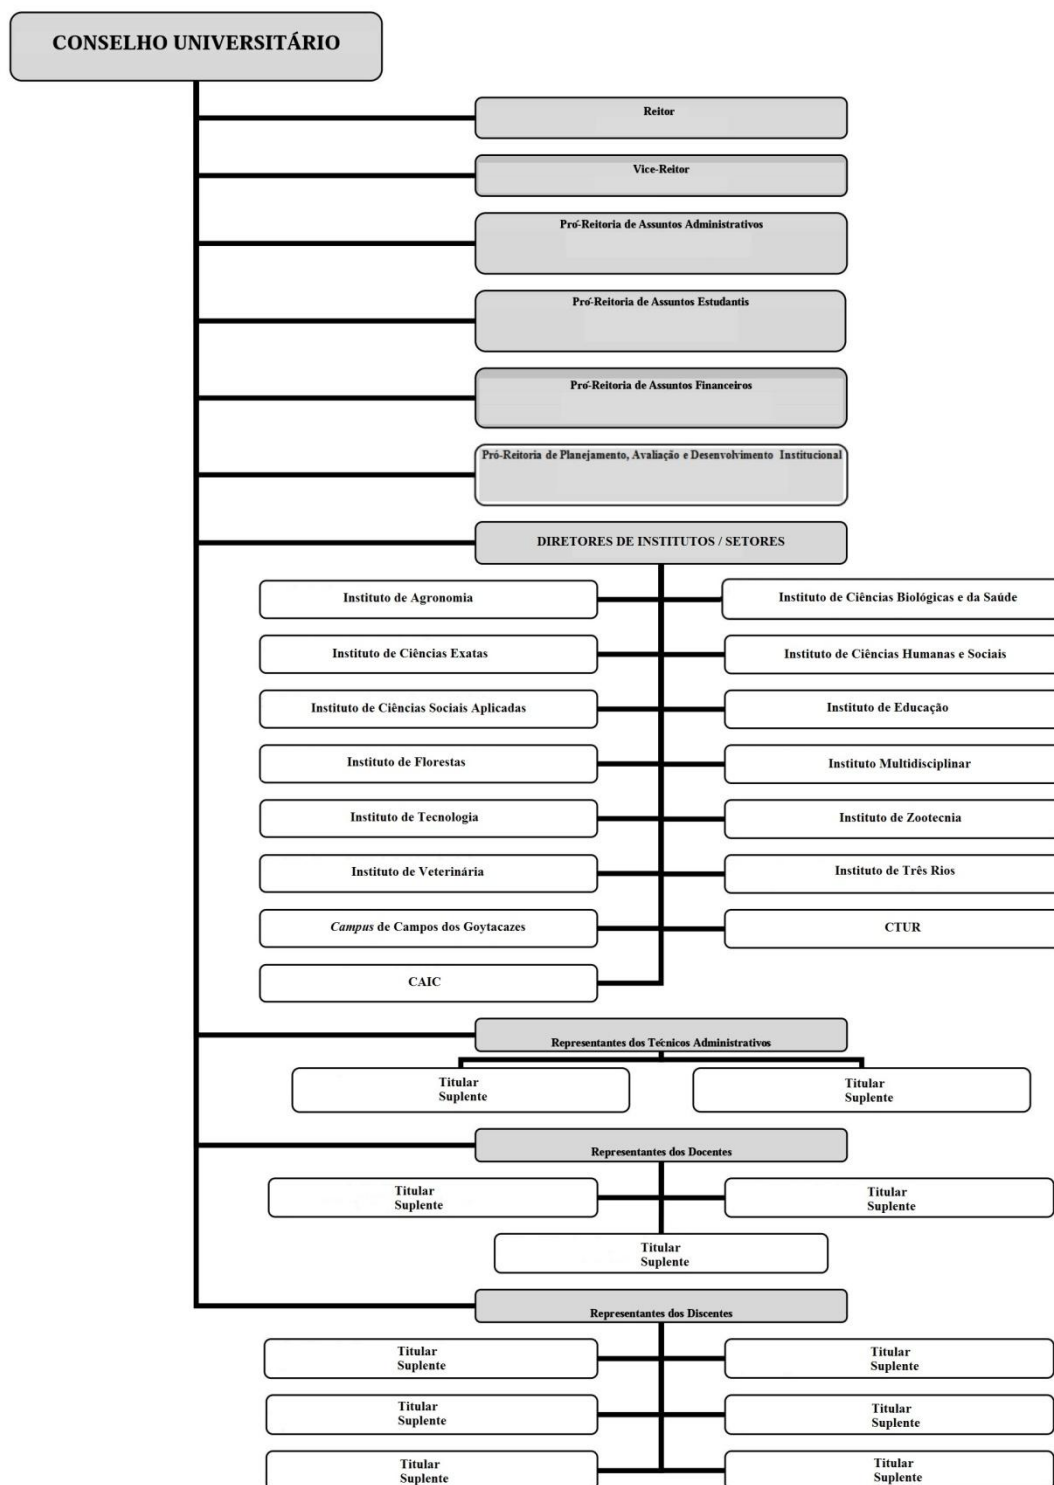 CONSELHO UNIVERSITÁRIO
Reitor
Vice-Reitor
Pró-Reitoria de Assuntos Administrativos
Pró-Reitoria de Assuntos Estudantis
Pró-Reitoria de Assuntos Financeiros
Pró-Reitoria de Planejamento, Avaliação e Desenvolvimento Institucional
DIRETORES DE INSTITUTOS / SETORES
Instituto de Agronomia
Instituto de Ciências Biológicas e da Saúde
Instituto de Ciências Exatas
Instituto de Ciências Humanas e Sociais
Instituto de Ciências Sociais Aplicadas
Instituto de Educação
Instituto de Florestas
Instituto Multidisciplinar
Instituto de Tecnologia
Instituto de Zootecnia
Instituto de Veterinária
Instituto de Três Rios
Campus de Campos dos Goytacazes
CTUR
CAIC
Representantes dos Técnicos Administrativos
Titular
Suplente
Titular
Suplente
Representantes dos Docentes
Titular
Suplente
Titular
Suplente
Titular
Suplente
Representantes dos Discentes
Titular
Suplente
Titular
Suplente
Titular
Suplente
Titular
Suplente
Titular
Suplente
Titular
Suplente